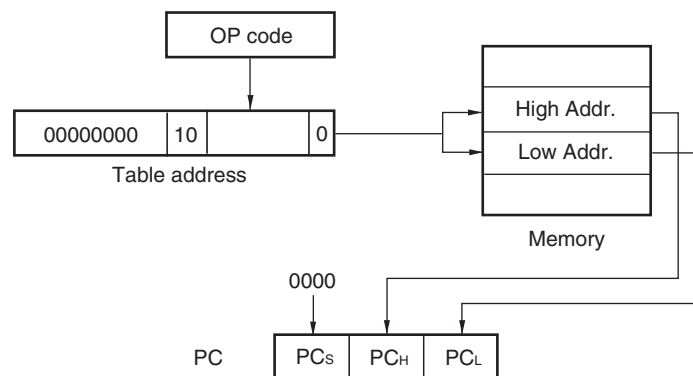 OP code
00000000 10 0
Table address
High Addr.
Low Addr.
Memory
0000
PC PCS PCH PCL